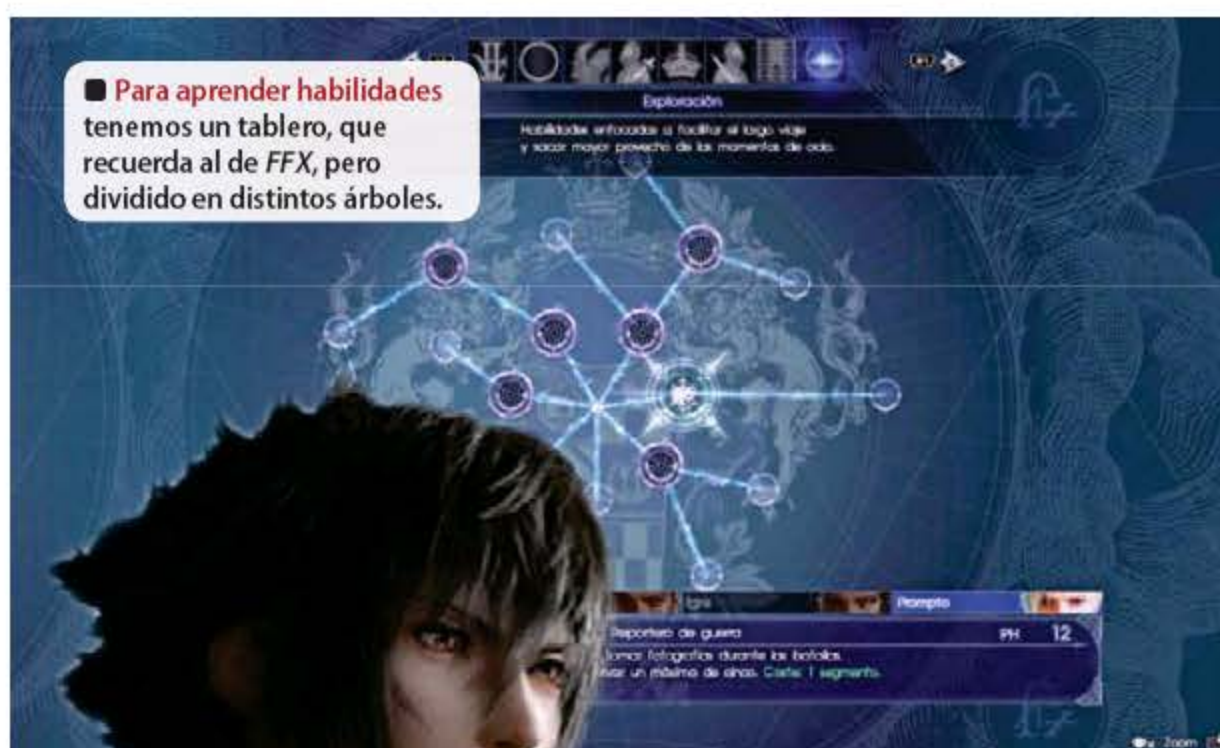 ■ Para aprender habilidades
tenemos un tablero, que
recuerda al de FFX, pero
dividido en distintos árboles.
Exploración
Habilidades enfocadas a facilitar el largo viaje
y sacar mayor provecho de los momentos de ocio.
Ignis
Prompto
Reportero de guerra
PH 12
tomar fotografías durante las batallas.
un máximo de cinco. Coste: 1 segmento.
Zoom